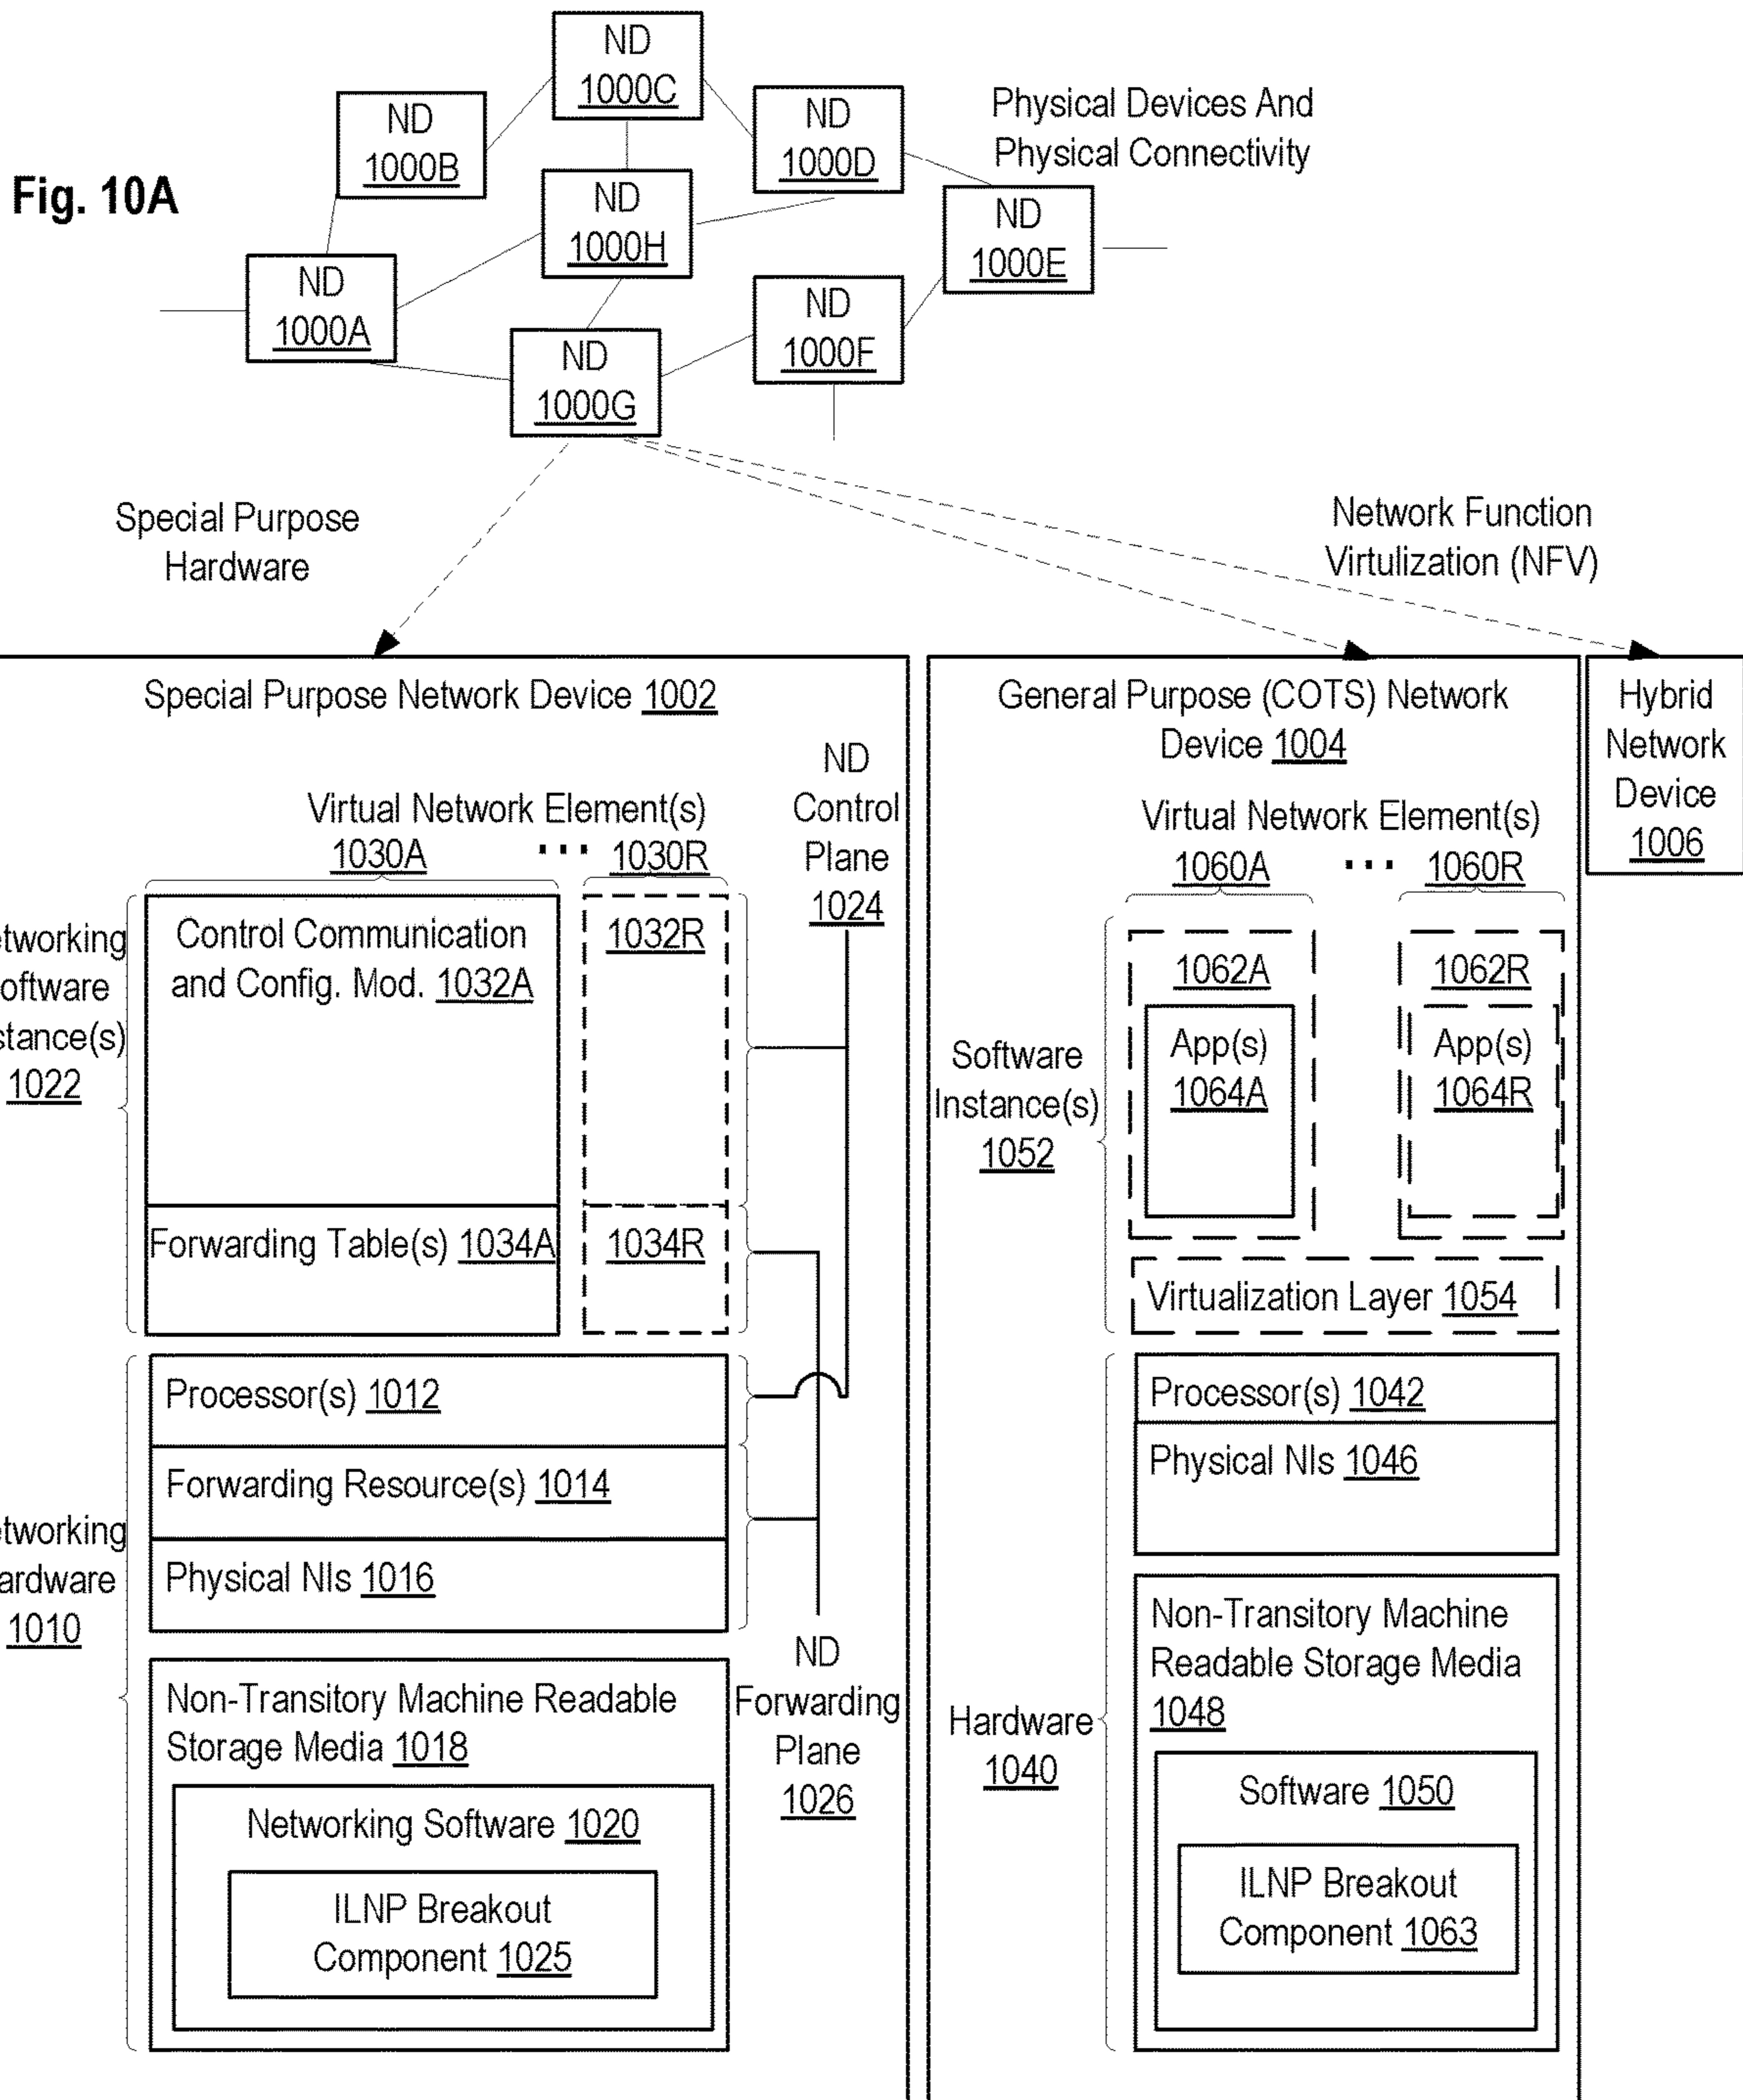 Fig. 10A
ND
1000C
ND
1000B
ND
1000D
Physical Devices And
Physical Connectivity
ND
1000H
ND
1000E
ND
1000A
ND
1000F
ND
1000G
Special Purpose
Hardware
Network Function
Virtulization (NFV)
Special Purpose Network Device 1002
ND
Control
Plane
1024
Virtual Network Element(s)
1030A ... 1030R
etworking
oftware
stance(s)
1022
Control Communication
and Config. Mod. 1032A
1032R
Forwarding Table(s) 1034A
1034R
etworking
ardware
1010
Processor(s) 1012
Forwarding Resource(s) 1014
Physical NIs 1016
ND
Forwarding
Plane
1026
Non-Transitory Machine Readable
Storage Media 1018
Networking Software 1020
ILNP Breakout
Component 1025
General Purpose (COTS) Network
Device 1004
Virtual Network Element(s)
1060A ... 1060R
Software
Instance(s)
1052
1062A
App(s)
1064A
1062R
App(s)
1064R
Virtualization Layer 1054
Hardware
1040
Processor(s) 1042
Physical NIs 1046
Non-Transitory Machine
Readable Storage Media
1048
Software 1050
ILNP Breakout
Component 1063
Hybrid
Network
Device
1006